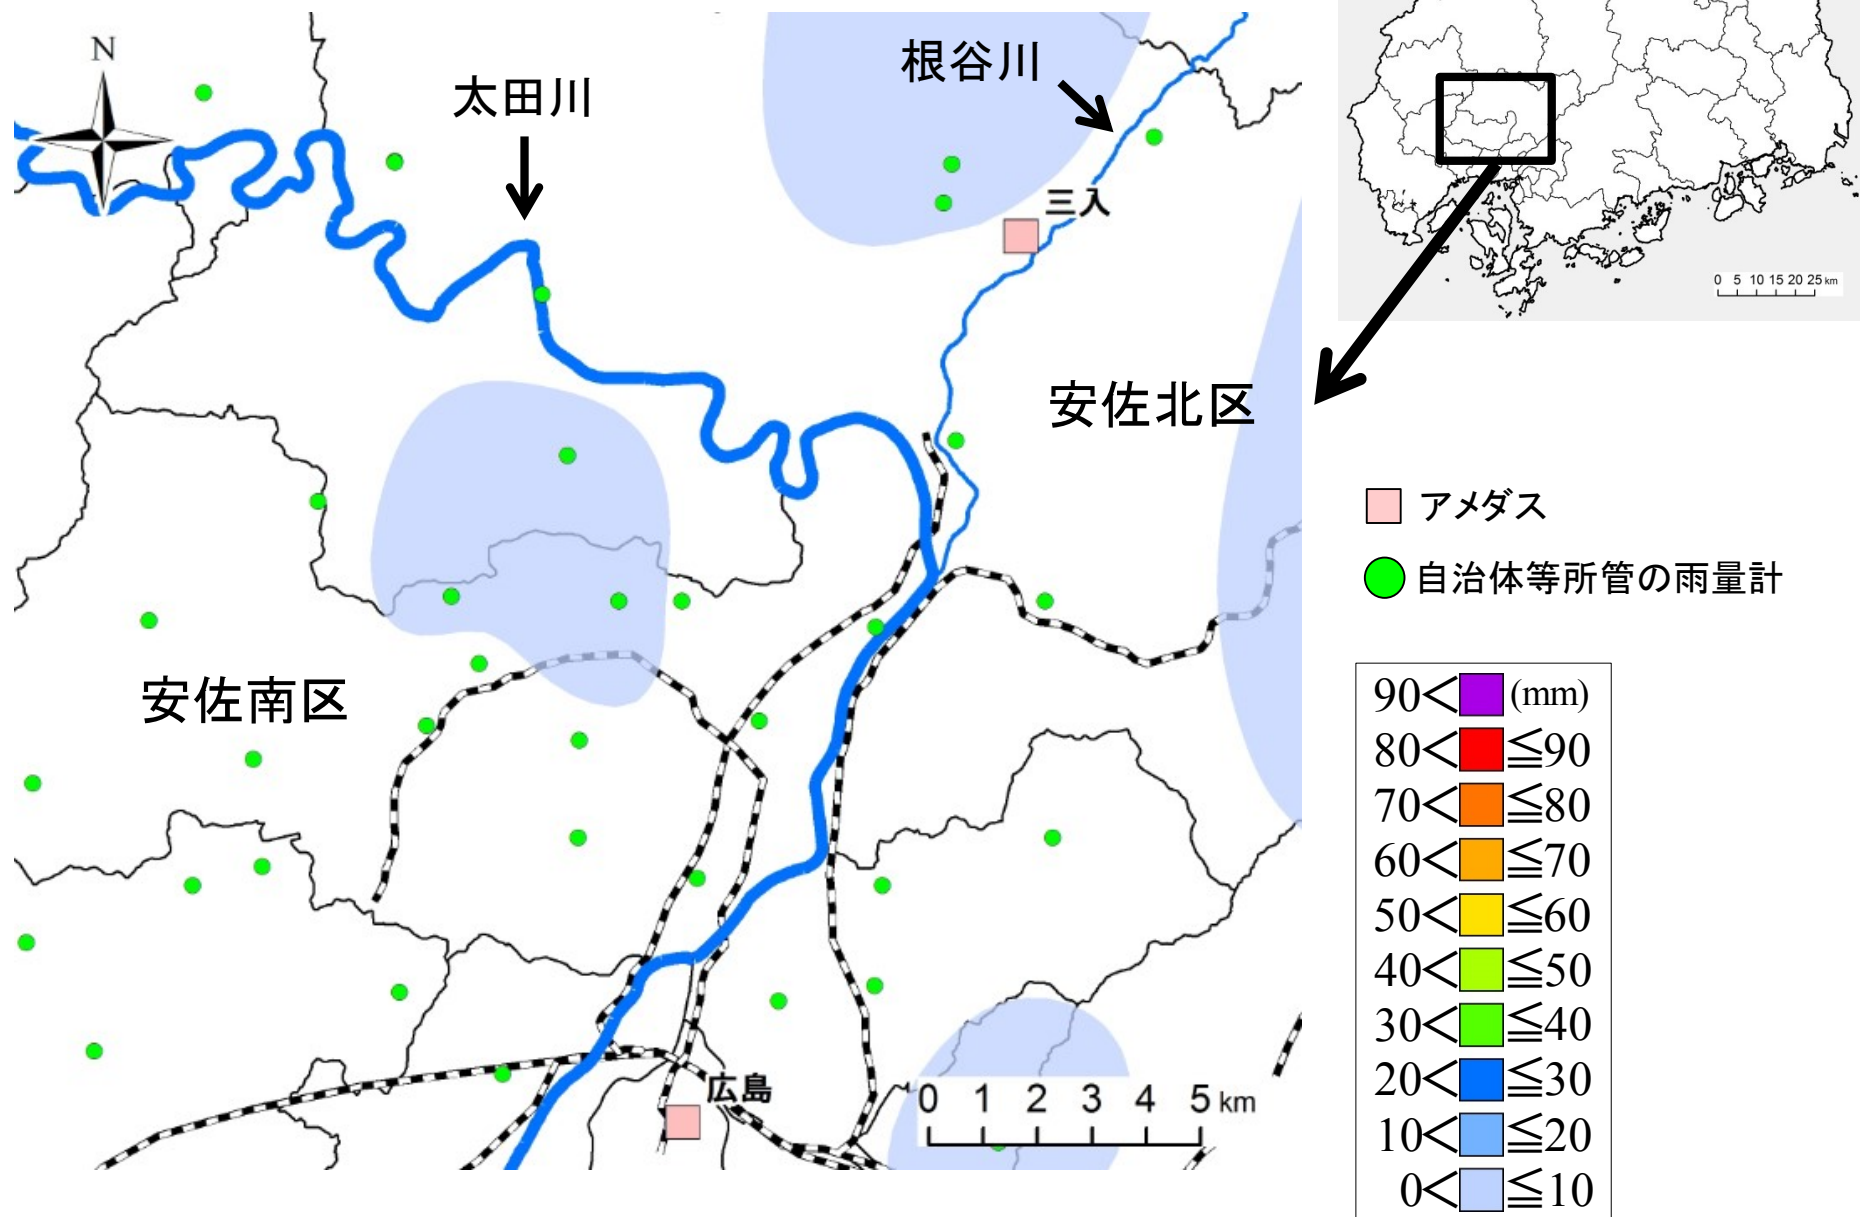 N
太田川
根谷川
三入
安佐北区
安佐南区
広島
0 1 2 3 4 5 km
0 5 10 15 20 25 km
アメダス
自治体等所管の雨量計
90< (mm)
80< ≦90
70< ≦80
60< ≦70
50< ≦60
40< ≦50
30< ≦40
20< ≦30
10< ≦20
0< ≦10